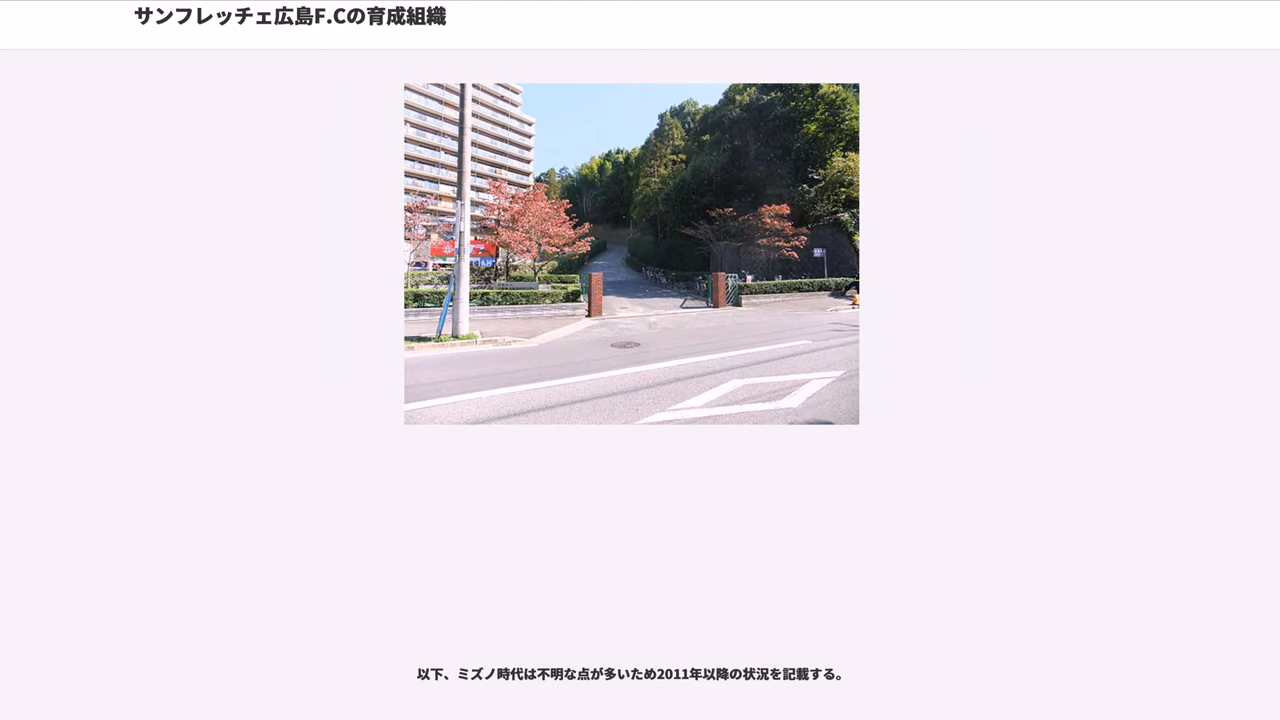 サンフレッチェ広島F.Cの育成組織
以下、ミズノ時代は不明な点が多いため2011年以降の状況を記載する。